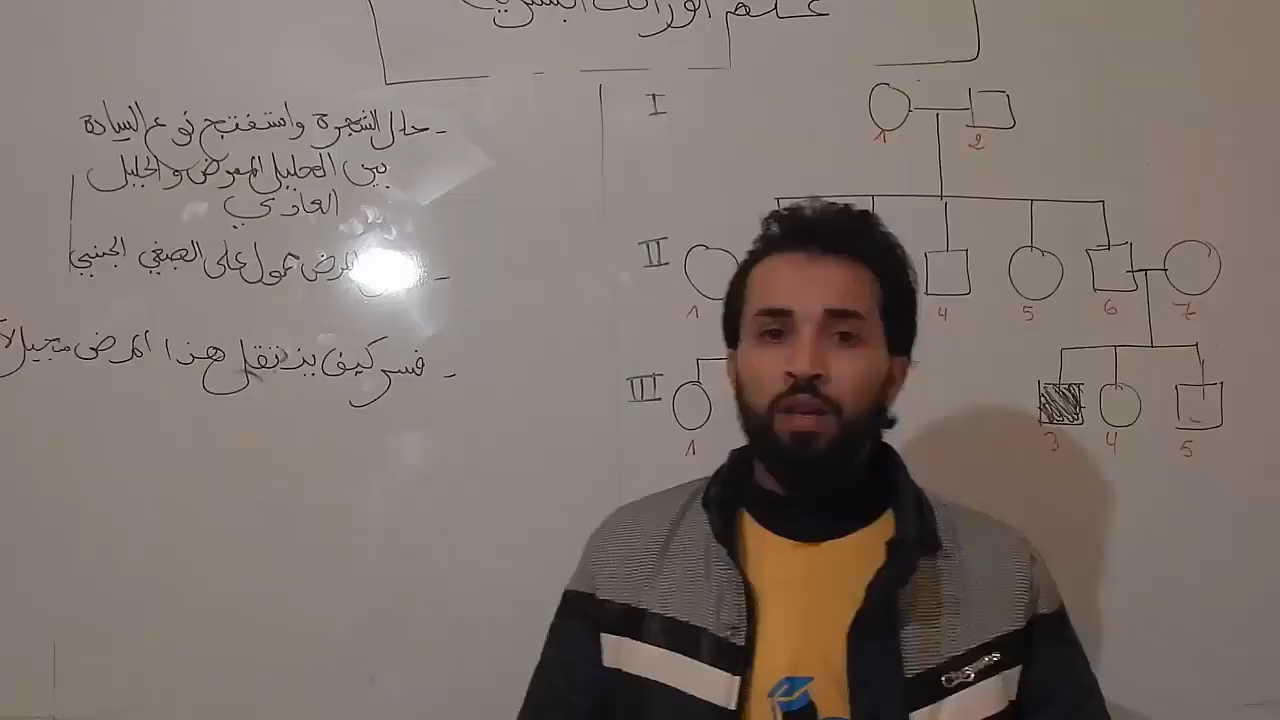 علم الوراثة البشرية
- حلل الشجرة واستنتج نوع السيادة
بين الحليل الممرض والحليل
العادي
- المرض محمول على الصبغي الجنسي
- فسر كيف ينتقل هذا المرض من جيل
I
1 2
II
1 4 5 6 7
III
1 3 4 5